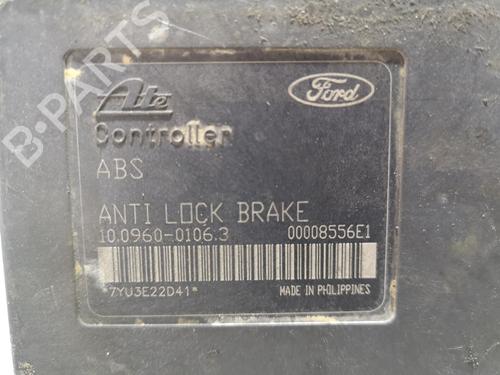 B-PARTS
Ate
Ford
Controller
ABS
ANTI LOCK BRAKE
10.0960-0106.3 00008556E1
*7YU3E22D41* MADE IN PHILIPPINES